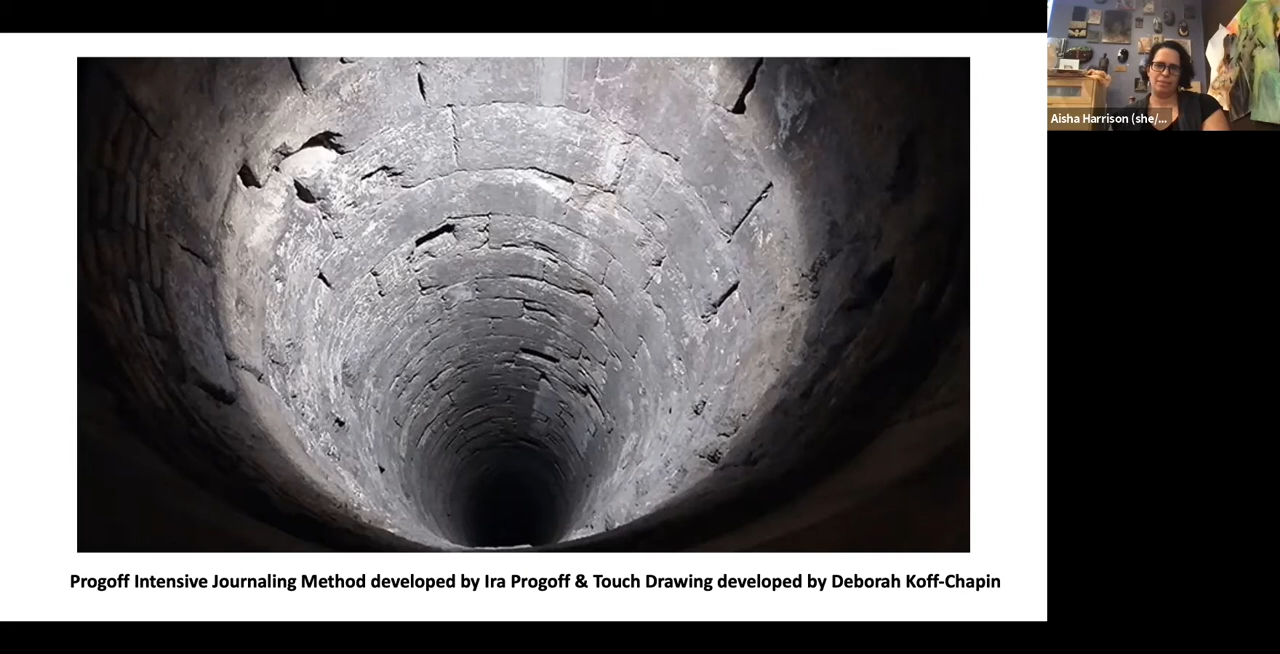 Aisha Harrison (she/...
Progoff Intensive Journaling Method developed by Ira Progoff & Touch Drawing developed by Deborah Koff-Chapin